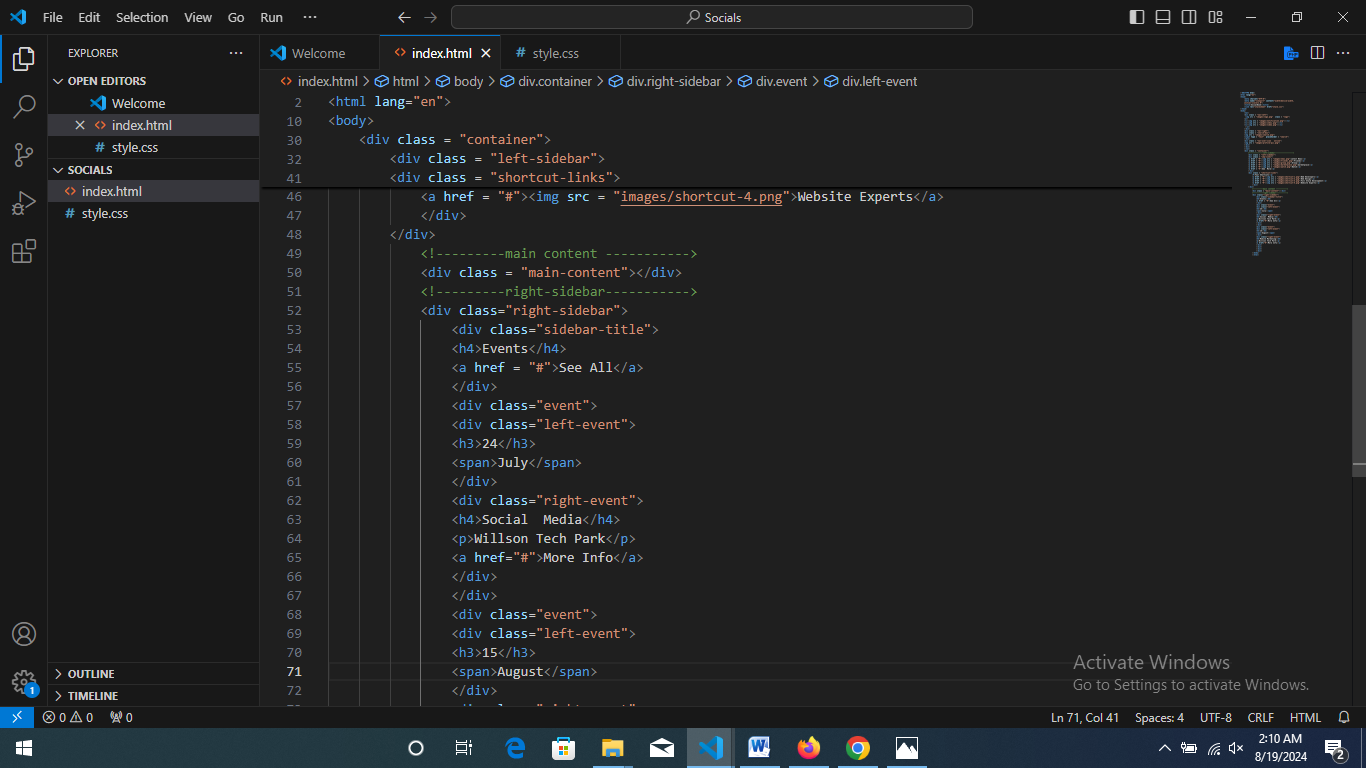 File Edit Selection View Go Run ···
Socials
EXPLORER
OPEN EDITORS
Welcome
index.html
style.css
SOCIALS
index.html
style.css
OUTLINE
TIMELINE
Welcome
index.html
style.css
index.html > html > body > div.container > div.right-sidebar > div.event > div.left-event
2 <html lang="en">
10 <body>
30 <div class = "container">
32 <div class = "left-sidebar">
41 <div class = "shortcut-links">
46 <a href = "#"><img src = "images/shortcut-4.png">Website Experts</a>
47 </div>
48 </div>
49 <!---------main content ----------->
50 <div class = "main-content"></div>
51 <!---------right-sidebar----------->
52 <div class="right-sidebar">
53 <div class="sidebar-title">
54 <h4>Events</h4>
55 <a href = "#">See All</a>
56 </div>
57 <div class="event">
58 <div class="left-event">
59 <h3>24</h3>
60 <span>July</span>
61 </div>
62 <div class="right-event">
63 <h4>Social  Media</h4>
64 <p>Willson Tech Park</p>
65 <a href="#">More Info</a>
66 </div>
67 </div>
68 <div class="event">
69 <div class="left-event">
70 <h3>15</h3>
71 <span>August</span>
72 </div>
Activate Windows
Go to Settings to activate Windows.
1
0 0 0
Ln 71, Col 41 Spaces: 4 UTF-8 CRLF HTML
2:10 AM
8/19/2024
2